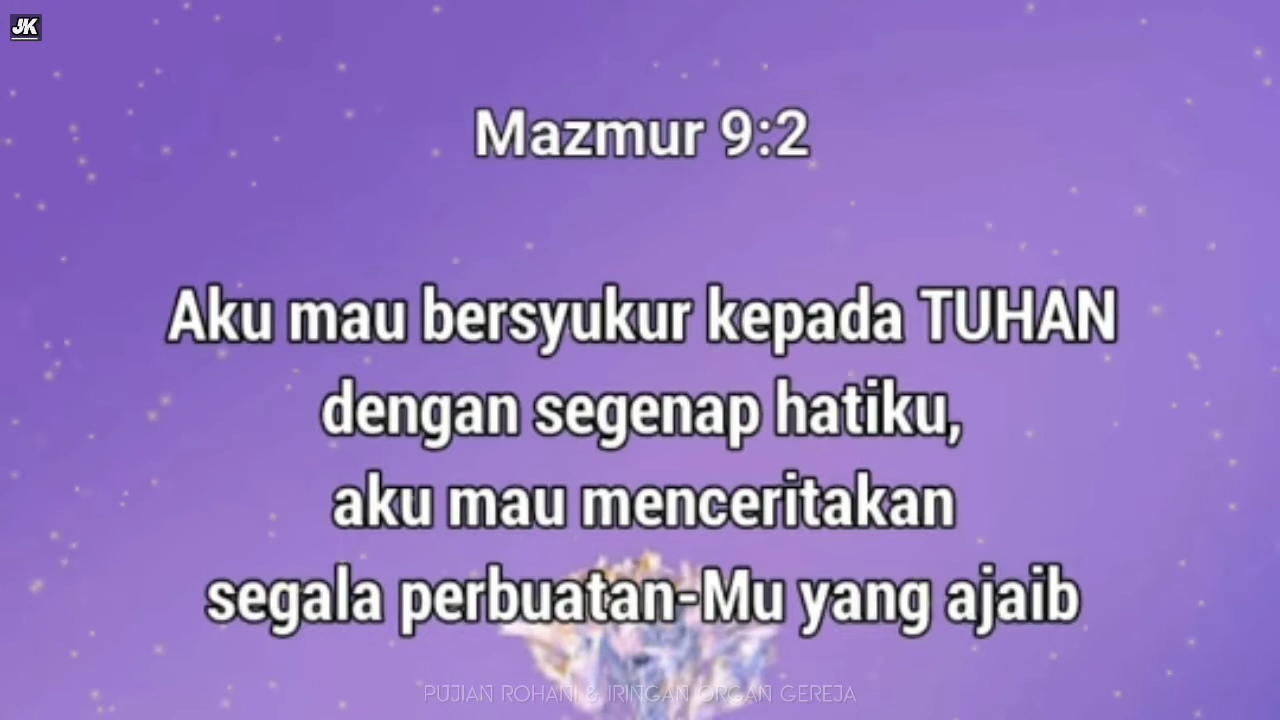 JK
Mazmur 9:2
Aku mau bersyukur kepada TUHAN
dengan segenap hatiku,
aku mau menceritakan
segala perbuatan-Mu yang ajaib
PUJIAN ROHANI & IRINGAN ORGAN GEREJA